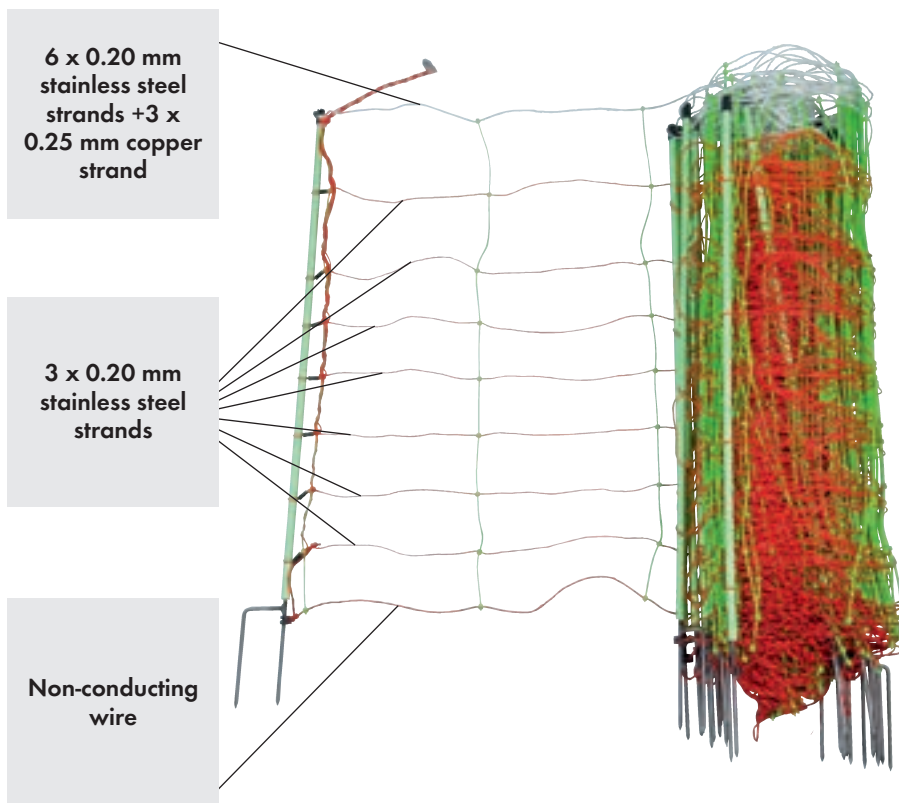 6 x 0.20 mm
stainless steel
strands +3 x
0.25 mm copper
strand
3 x 0.20 mm
stainless steel
strands
Non-conducting
wire